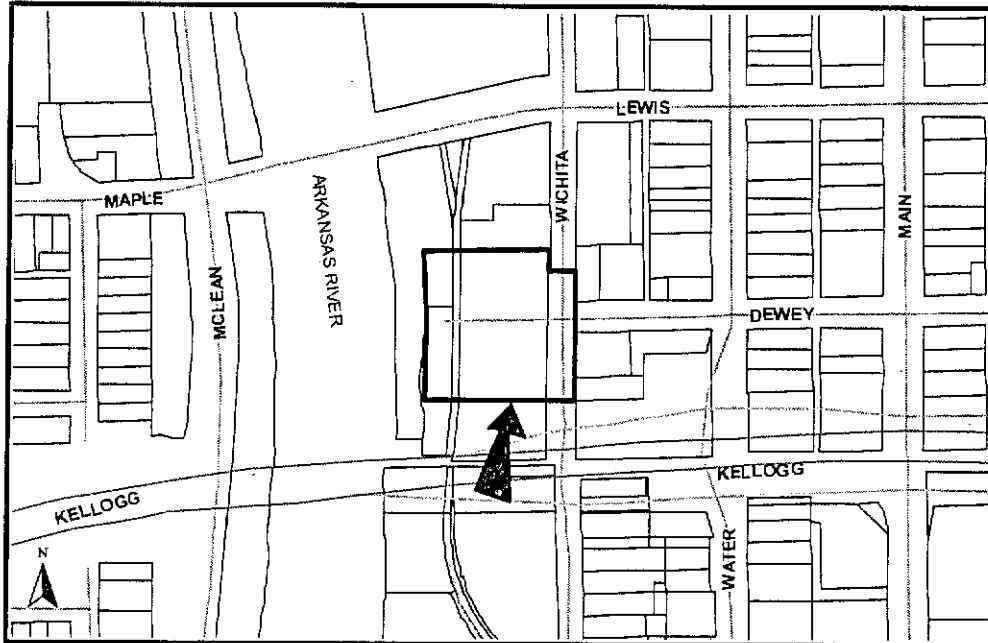 LEWIS
WICHITA
MAPLE
ARKANSAS RIVER
MAIN
MCLEAN
DEWEY
KELLOGG
KELLOGG
WATER
N